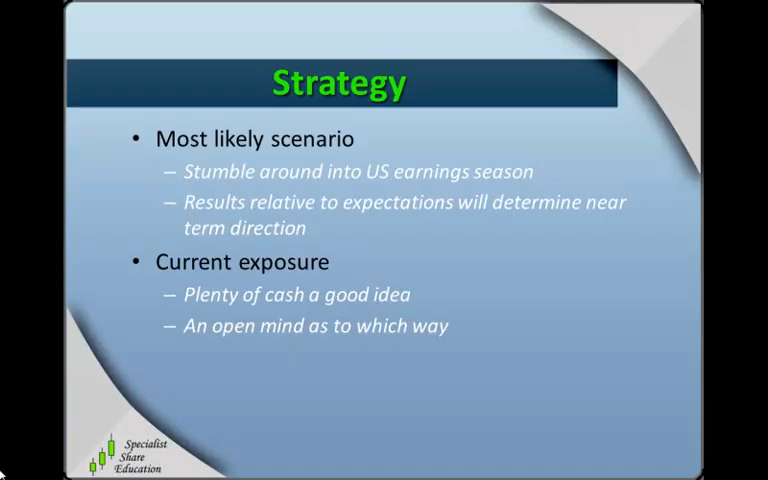 Strategy
• Most likely scenario
– Stumble around into US earnings season
– Results relative to expectations will determine near
term direction
• Current exposure
– Plenty of cash a good idea
– An open mind as to which way
Specialist
Share
Education